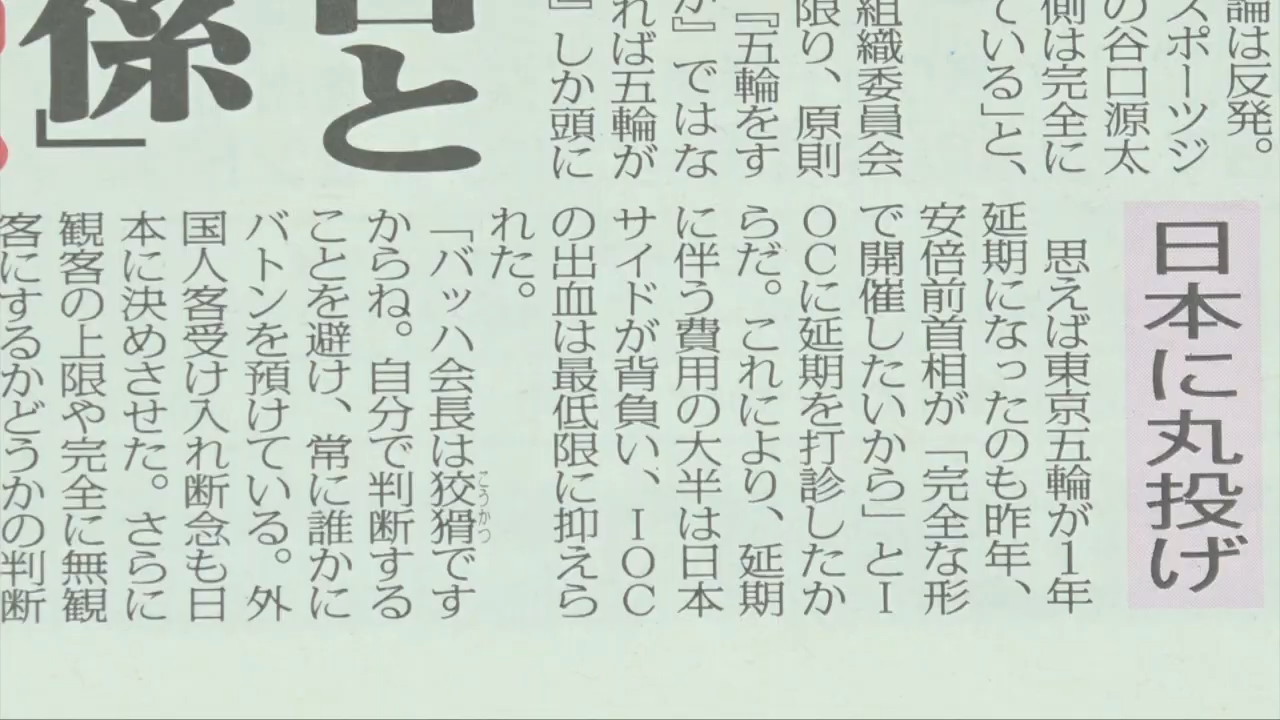 論は反発。
スポーツジ
の谷口源太
側は完全に
ている」と、
組織委員会
限り、原則
『五輪をす
か』ではな
れば五輪が
』しか頭に
と
係」
日本に丸投げ
思えば東京五輪が1年
延期になったのも昨年、
安倍前首相が「完全な形
で開催したいから」とI
OCに延期を打診したか
らだ。これにより、延期
に伴う費用の大半は日本
サイドが背負い、IOC
の出血は最低限に抑えら
れた。
「バッハ会長は狡猾です
こうかつ
からね。自分で判断する
ことを避け、常に誰かに
バトンを預けている。外
国人客受け入れ断念も日
本に決めさせた。さらに
観客の上限や完全に無観
客にするかどうかの判断